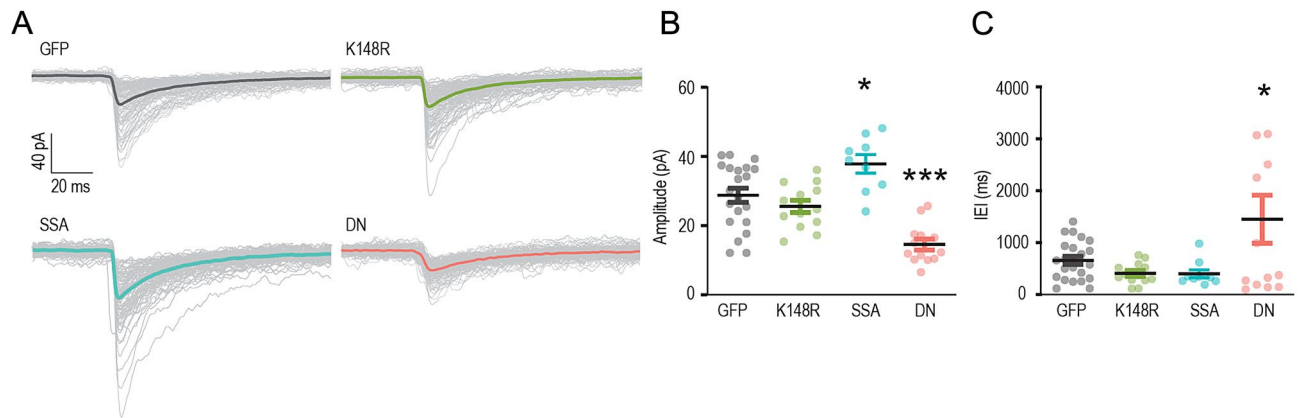 A
GFP
K148R
40 pA
20 ms
SSA
DN
B
Amplitude (pA)
60
40
20
0
*
***
GFP K148R SSA DN
C
IEI (ms)
4000
3000
2000
1000
0
*
GFP K148R SSA DN